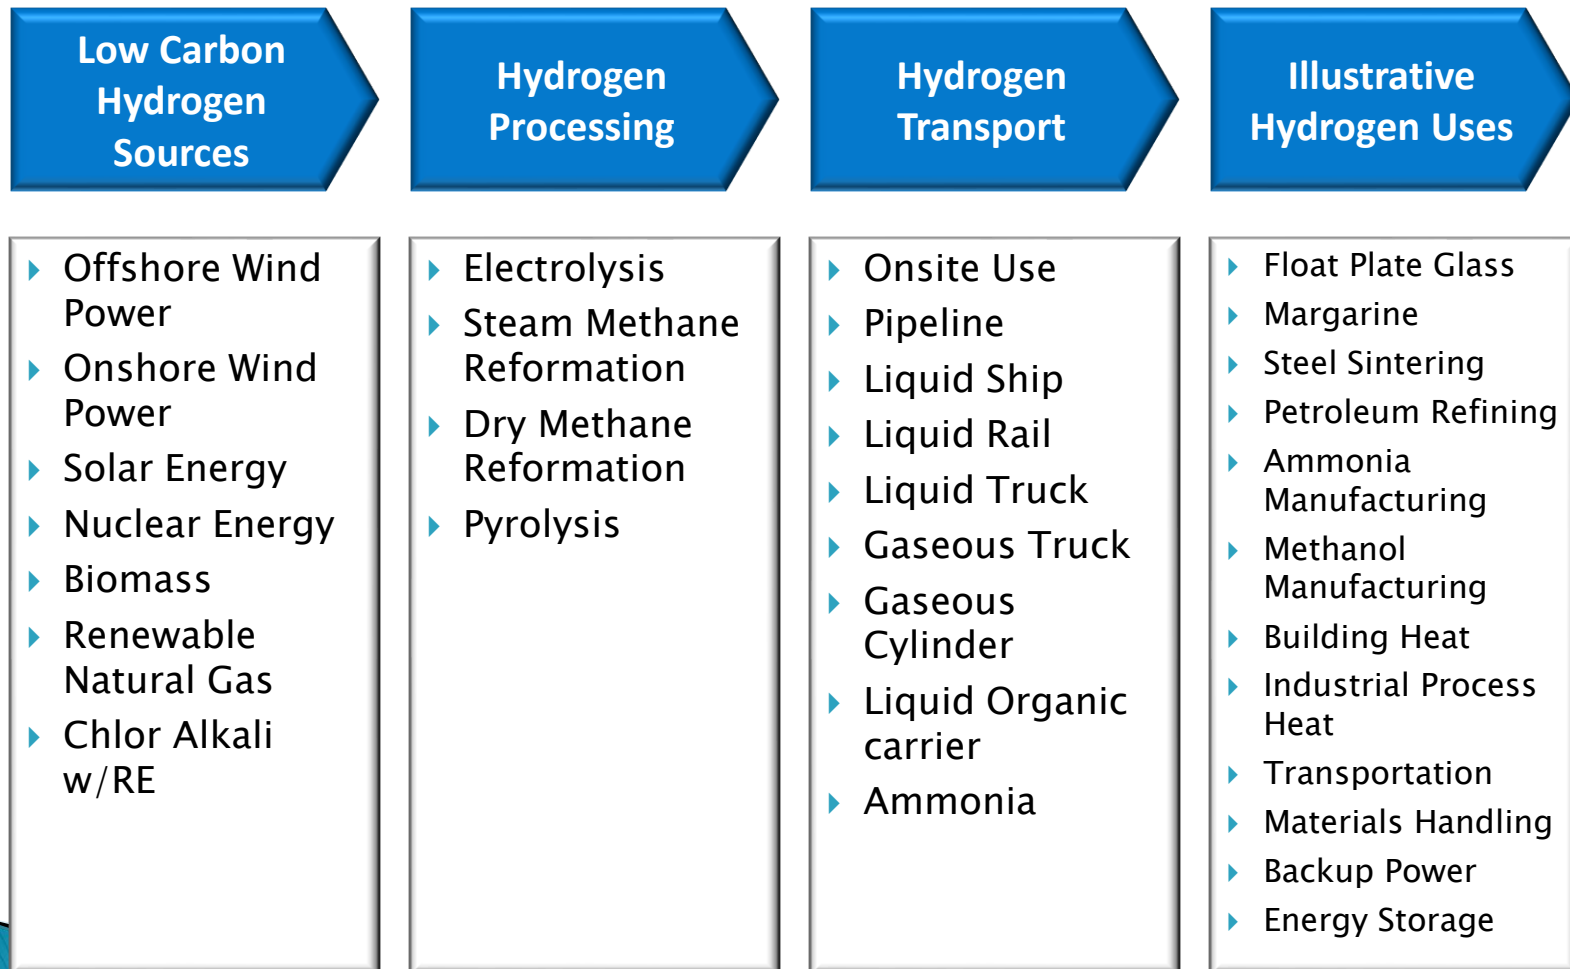 Low Carbon
Hydrogen
Sources
Hydrogen
Processing
Hydrogen
Transport
Illustrative
Hydrogen Uses
Offshore Wind
Power
Onshore Wind
Power
Solar Energy
Nuclear Energy
Biomass
Renewable
Natural Gas
Chlor Alkali
w/RE
Electrolysis
Steam Methane
Reformation
Dry Methane
Reformation
Pyrolysis
Onsite Use
Pipeline
Liquid Ship
Liquid Rail
Liquid Truck
Gaseous Truck
Gaseous
Cylinder
Liquid Organic
carrier
Ammonia
Float Plate Glass
Margarine
Steel Sintering
Petroleum Refining
Ammonia
Manufacturing
Methanol
Manufacturing
Building Heat
Industrial Process
Heat
Transportation
Materials Handling
Backup Power
Energy Storage